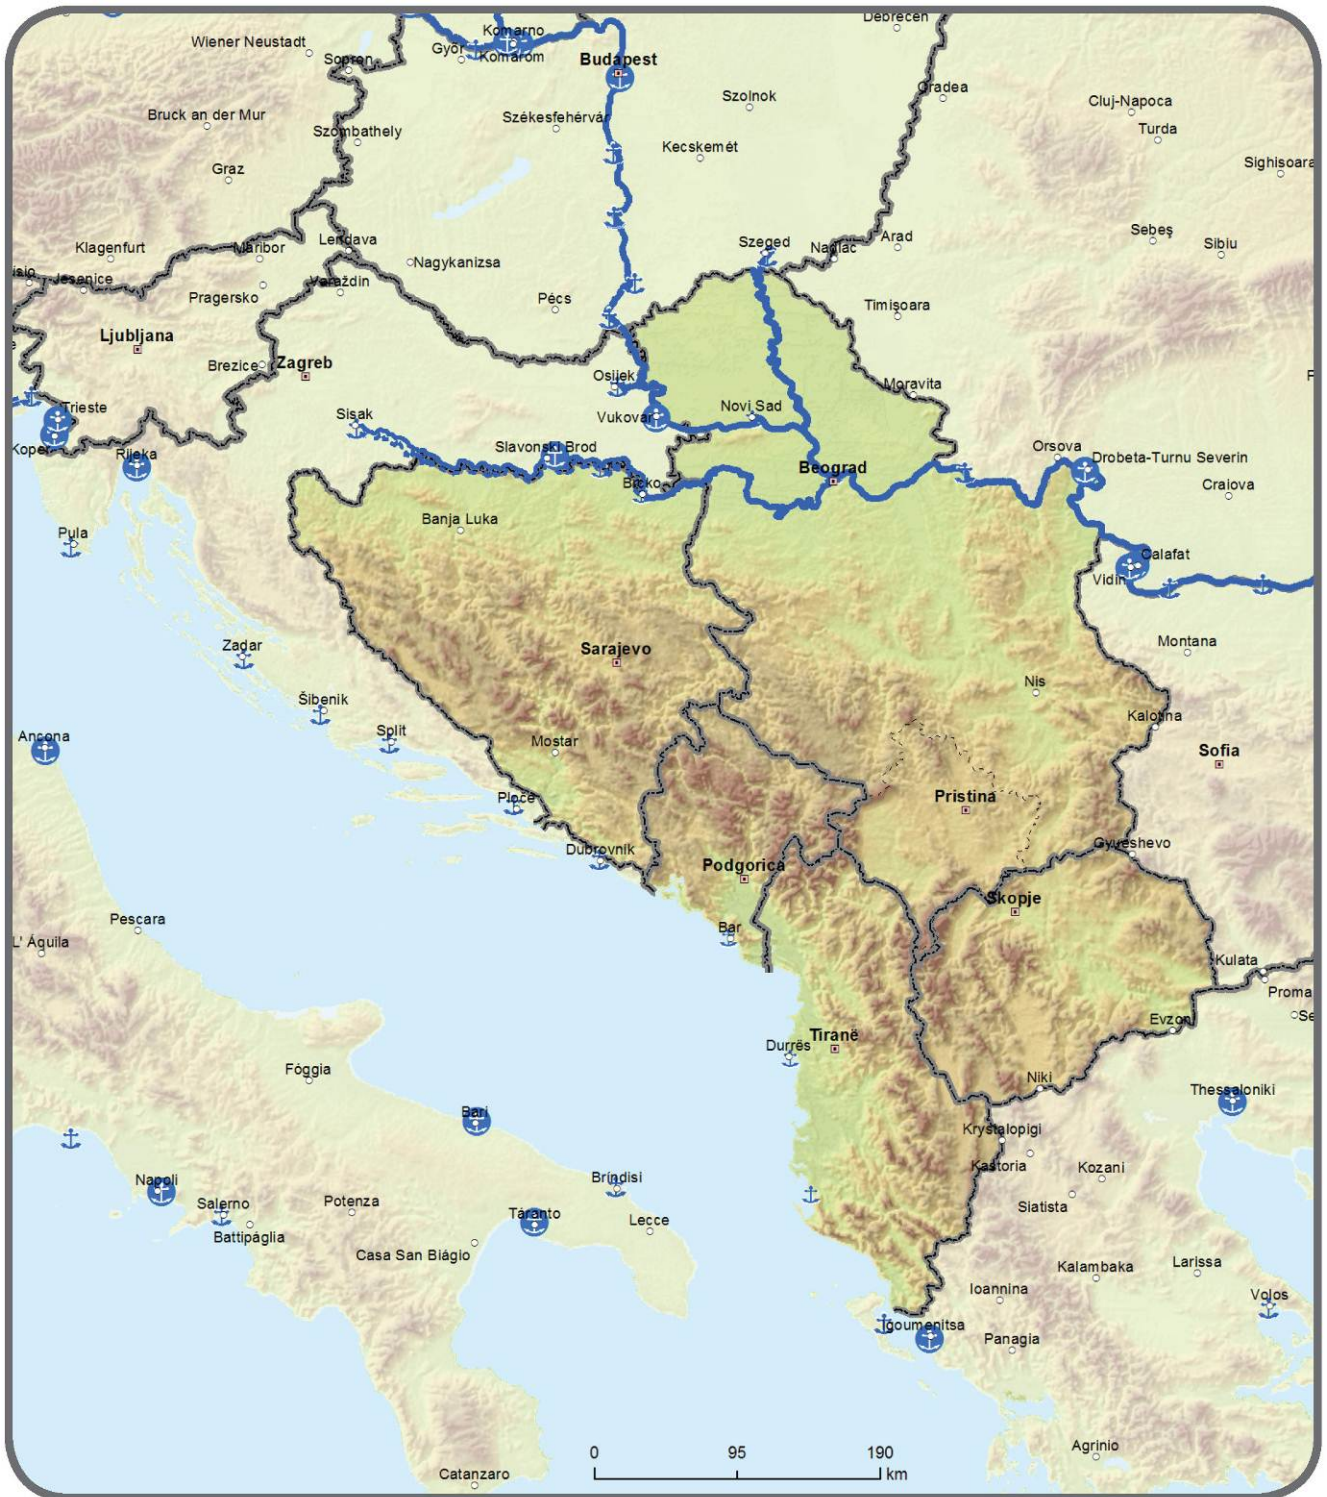 Debrecen
Wiener Neustadt
Komarno
Győr
Komárom
Sopron
Budapest
Oradea
Szolnok
Cluj-Napoca
Bruck an der Mur
Székesfehérvár
Turda
Szombathely
Kecskemét
Sighisoara
Graz
Klagenfurt
Maribor
Lendava
Szeged
Nadlac
Arad
Sebeş
Sibiu
Jesenice
Nagykanizsa
Varaždin
Pragersko
Pécs
Timişoara
Ljubljana
Brezice
Zagreb
Osijek
Moravita
Trieste
Sisak
Vukovar
Novi Sad
Koper
Rijeka
Slavonski Brod
Orsova
Beograd
Drobeta-Turnu Severin
Brcko
Craiova
Banja Luka
Pula
Calafat
Vidin
Zadar
Sarajevo
Montana
Nis
Šibenik
Kalotina
Split
Ancona
Mostar
Sofia
Ploče
Pristina
Dubrovnik
Gyueshevo
Podgorica
Skopje
Pescara
Bar
L' Águila
Kulata
Proma
Evzoni
Se
Tiranë
Durrës
Fóggia
Niki
Thessaloniki
Bari
Krystalopigi
Kastoria
Kozani
Napoli
Salerno
Potenza
Bríndisi
Siatista
Battipáglia
Táranto
Lecce
Casa San Biágio
Kalambaka
Larissa
Ioannina
Volos
Igoumenitsa
Panagia
0 95 190
km
Agrinio
Catanzaro